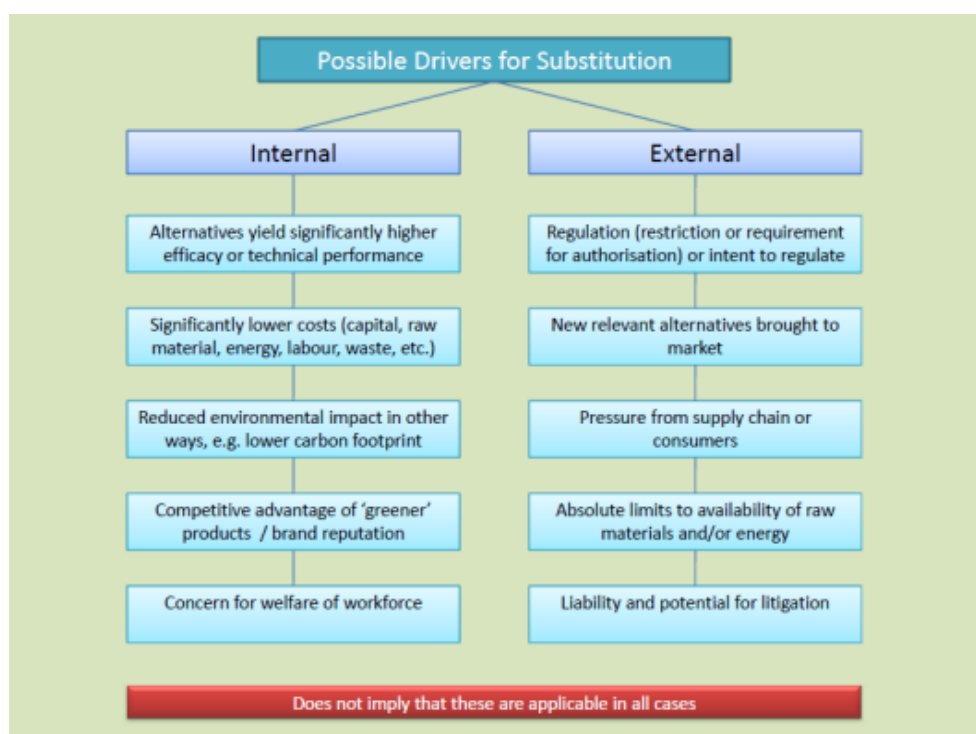 Possible Drivers for Substitution
Internal
Alternatives yield significantly higher
efficacy or technical performance
Significantly lower costs (capital, raw
material, energy, labour, waste, etc.)
Reduced environmental impact in other
ways, e.g. lower carbon footprint
Competitive advantage of ‘greener’
products / brand reputation
Concern for welfare of workforce
External
Regulation (restriction or requirement
for authorisation) or intent to regulate
New relevant alternatives brought to
market
Pressure from supply chain or
consumers
Absolute limits to availability of raw
materials and/or energy
Liability and potential for litigation
Does not imply that these are applicable in all cases